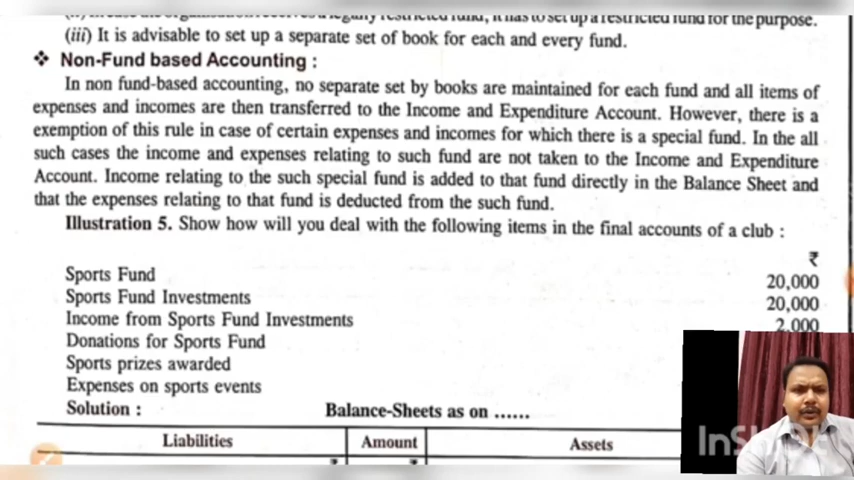 (iii) It is advisable to set up a separate set of book for each and every fund.
❖ Non-Fund based Accounting :
In non fund-based accounting, no separate set by books are maintained for each fund and all items of
expenses and incomes are then transferred to the Income and Expenditure Account. However, there is a
exemption of this rule in case of certain expenses and incomes for which there is a special fund. In the all
such cases the income and expenses relating to such fund are not taken to the Income and Expenditure
Account. Income relating to the such special fund is added to that fund directly in the Balance Sheet and
that the expenses relating to that fund is deducted from the such fund.
Illustration 5. Show how will you deal with the following items in the final accounts of a club :
₹
Sports Fund 20,000
Sports Fund Investments 20,000
Income from Sports Fund Investments 2,000
Donations for Sports Fund
Sports prizes awarded
Expenses on sports events
Solution : Balance-Sheets as on ......
Liabilities Amount Assets